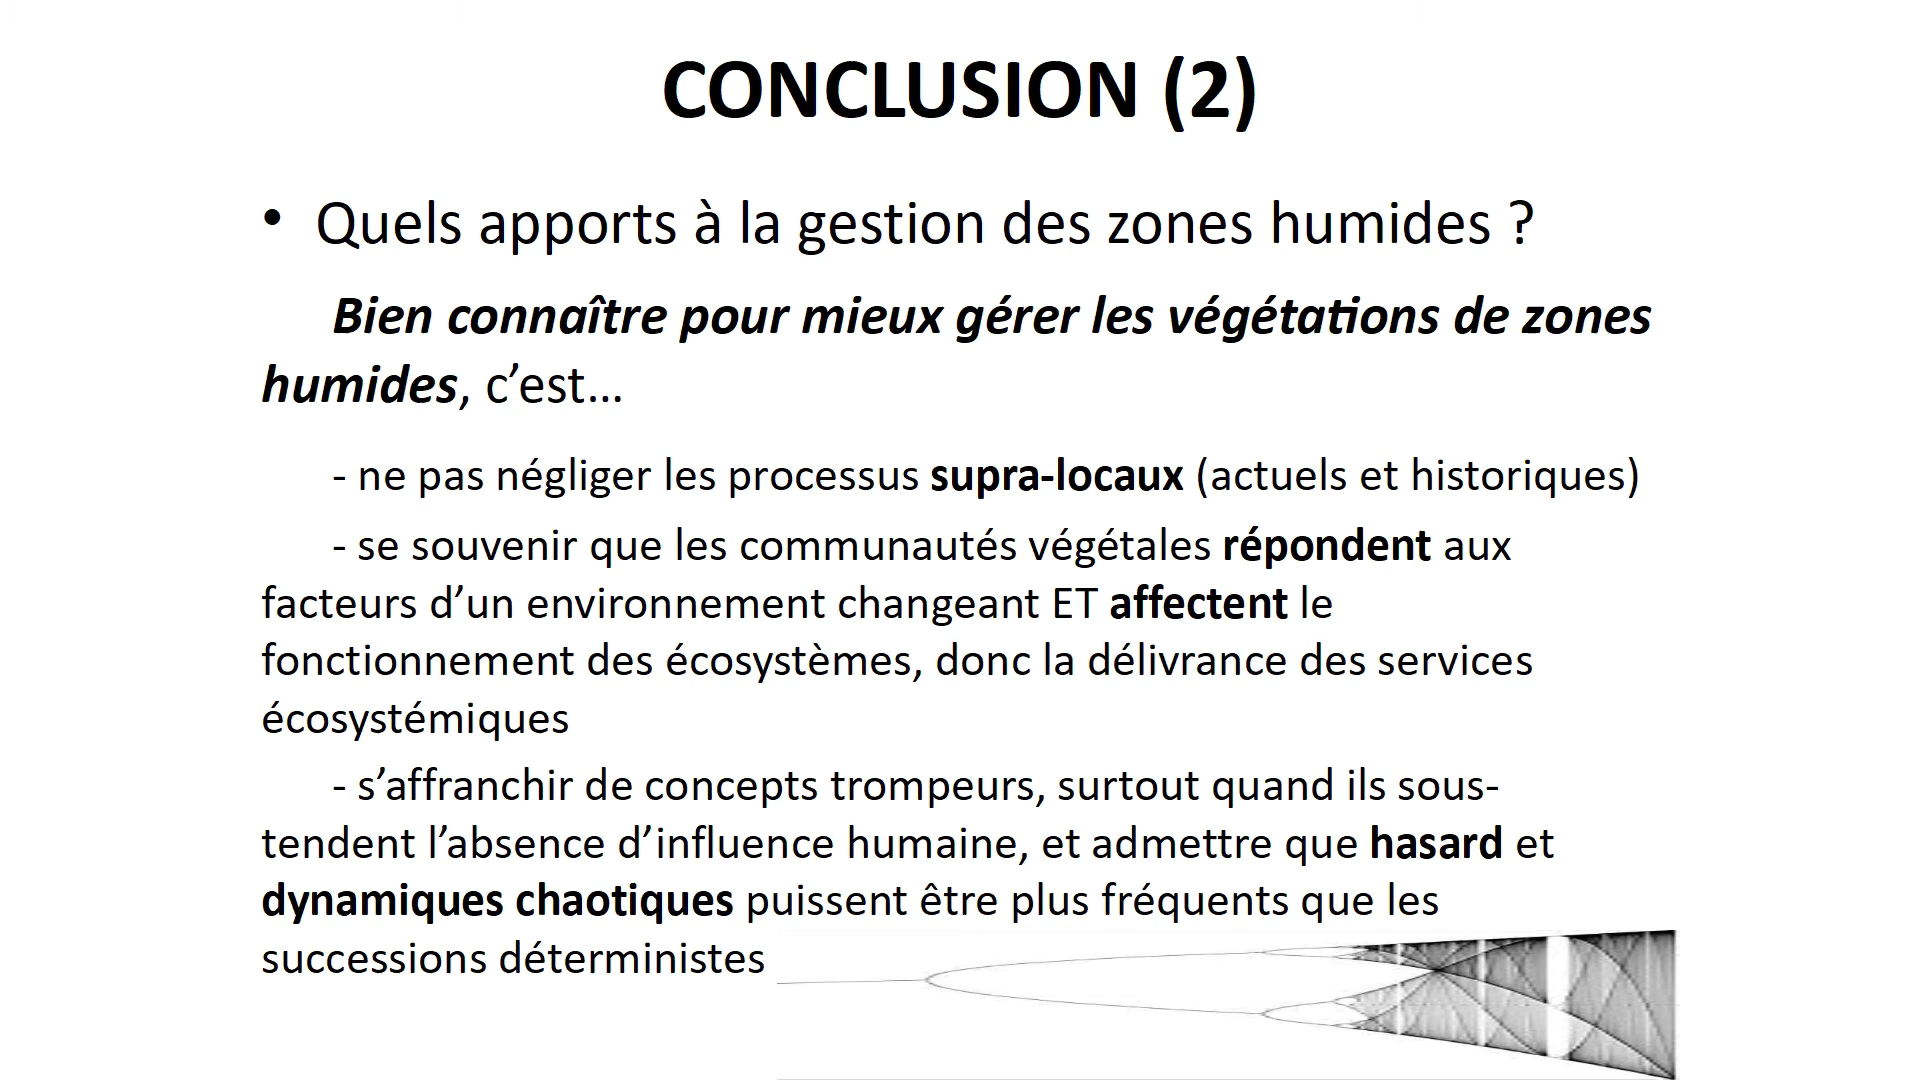 CONCLUSION (2)
• Quels apports à la gestion des zones humides ?
Bien connaître pour mieux gérer les végétations de zones
humides, c’est…
- ne pas négliger les processus supra-locaux (actuels et historiques)
- se souvenir que les communautés végétales répondent aux
facteurs d’un environnement changeant ET affectent le
fonctionnement des écosystèmes, donc la délivrance des services
écosystémiques
- s’affranchir de concepts trompeurs, surtout quand ils sous-
tendent l’absence d’influence humaine, et admettre que hasard et
dynamiques chaotiques puissent être plus fréquents que les
successions déterministes